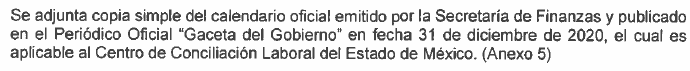 Se adjunta copia simple del calendario oficial emitido por la Secretaría de Finanzas y publicado
en el Periódico Oficial "Gaceta del Gobierno" en fecha 31 de diciembre de 2020, el cual es
aplicable al Centro de Conciliación Laboral del Estado de México. (Anexo 5)